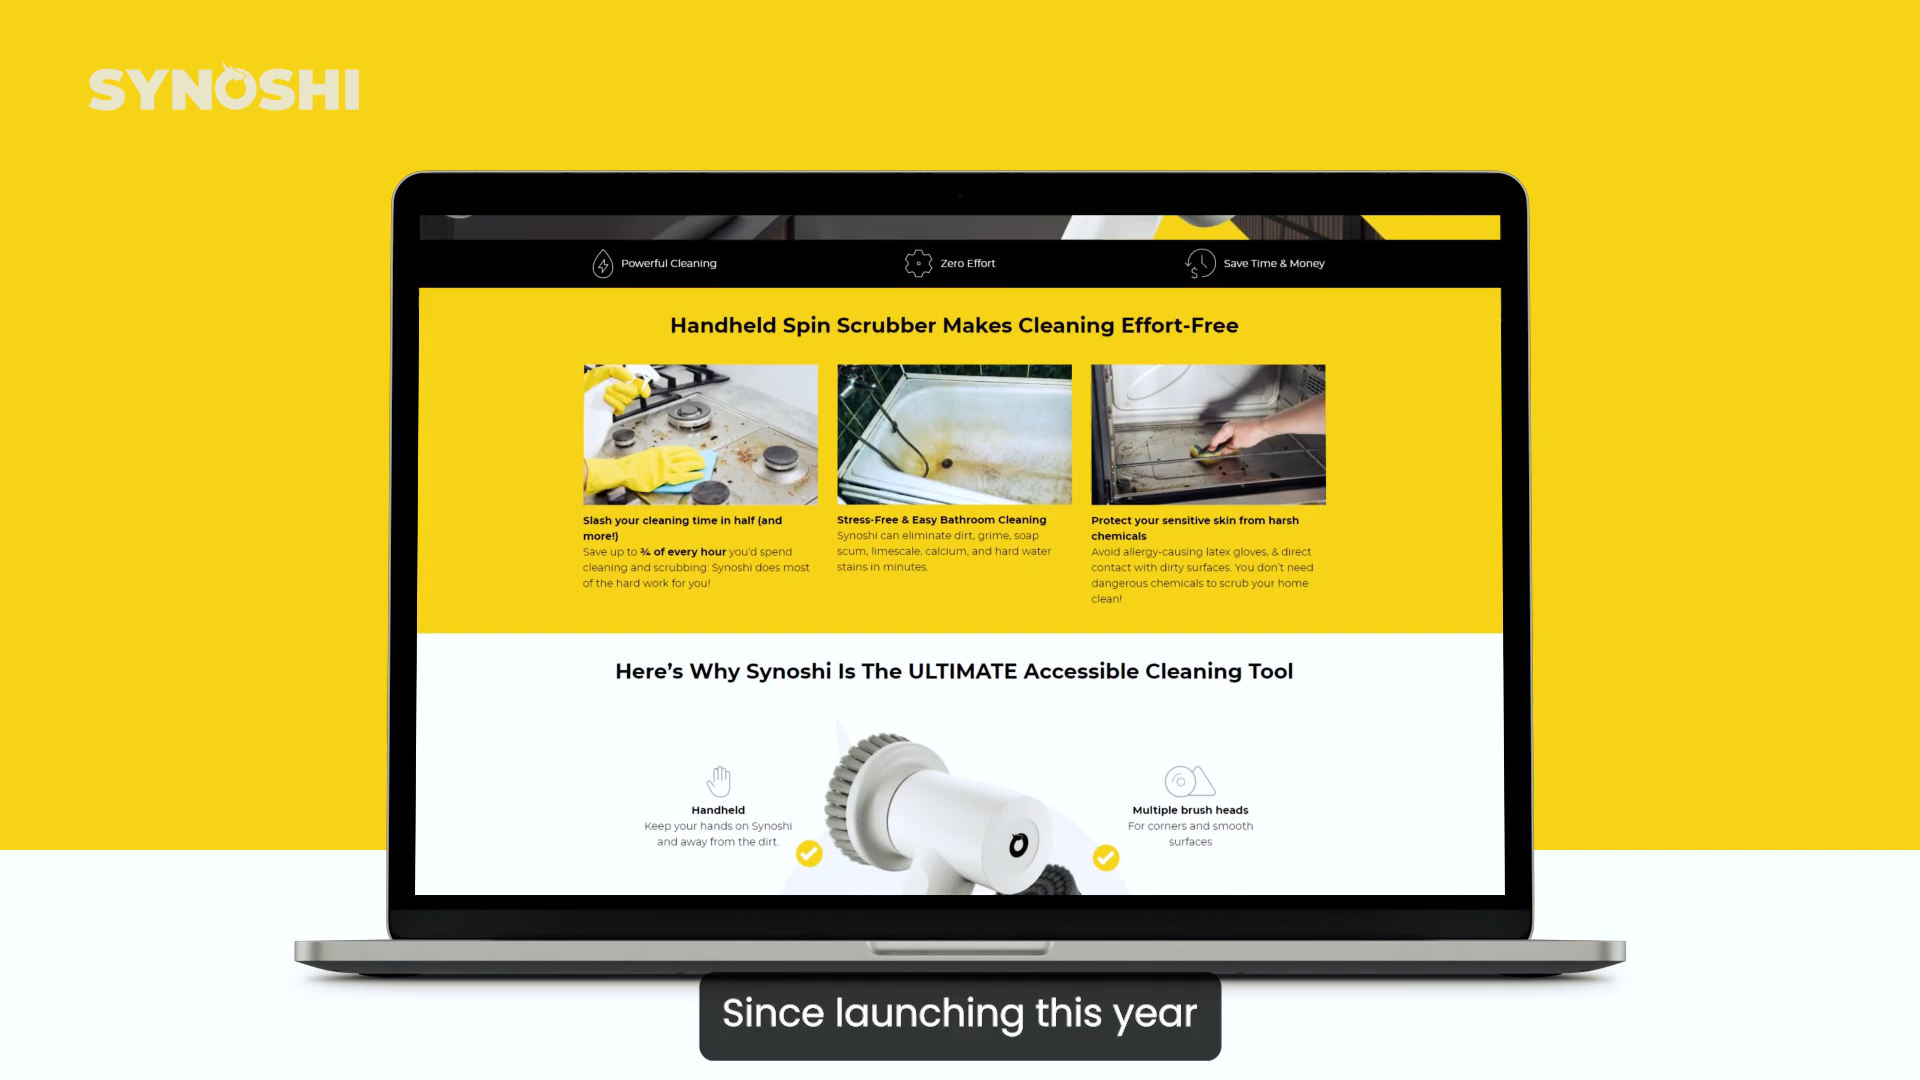 SYNOSHI
Powerful Cleaning
Zero Effort
Save Time & Money
Handheld Spin Scrubber Makes Cleaning Effort-Free
Slash your cleaning time in half (and
more!)
Save up to ¾ of every hour you’d spend
cleaning and scrubbing: Synoshi does most
of the hard work for you!
Stress-Free & Easy Bathroom Cleaning
Synoshi can eliminate dirt, grime, soap
scum, limescale, calcium, and hard water
stains in minutes.
Protect your sensitive skin from harsh
chemicals
Avoid allergy-causing latex gloves, & direct
contact with dirty surfaces. You don’t need
dangerous chemicals to scrub your home
clean!
Here’s Why Synoshi Is The ULTIMATE Accessible Cleaning Tool
Handheld
Keep your hands on Synoshi
and away from the dirt.
Multiple brush heads
For corners and smooth
surfaces
Since launching this year